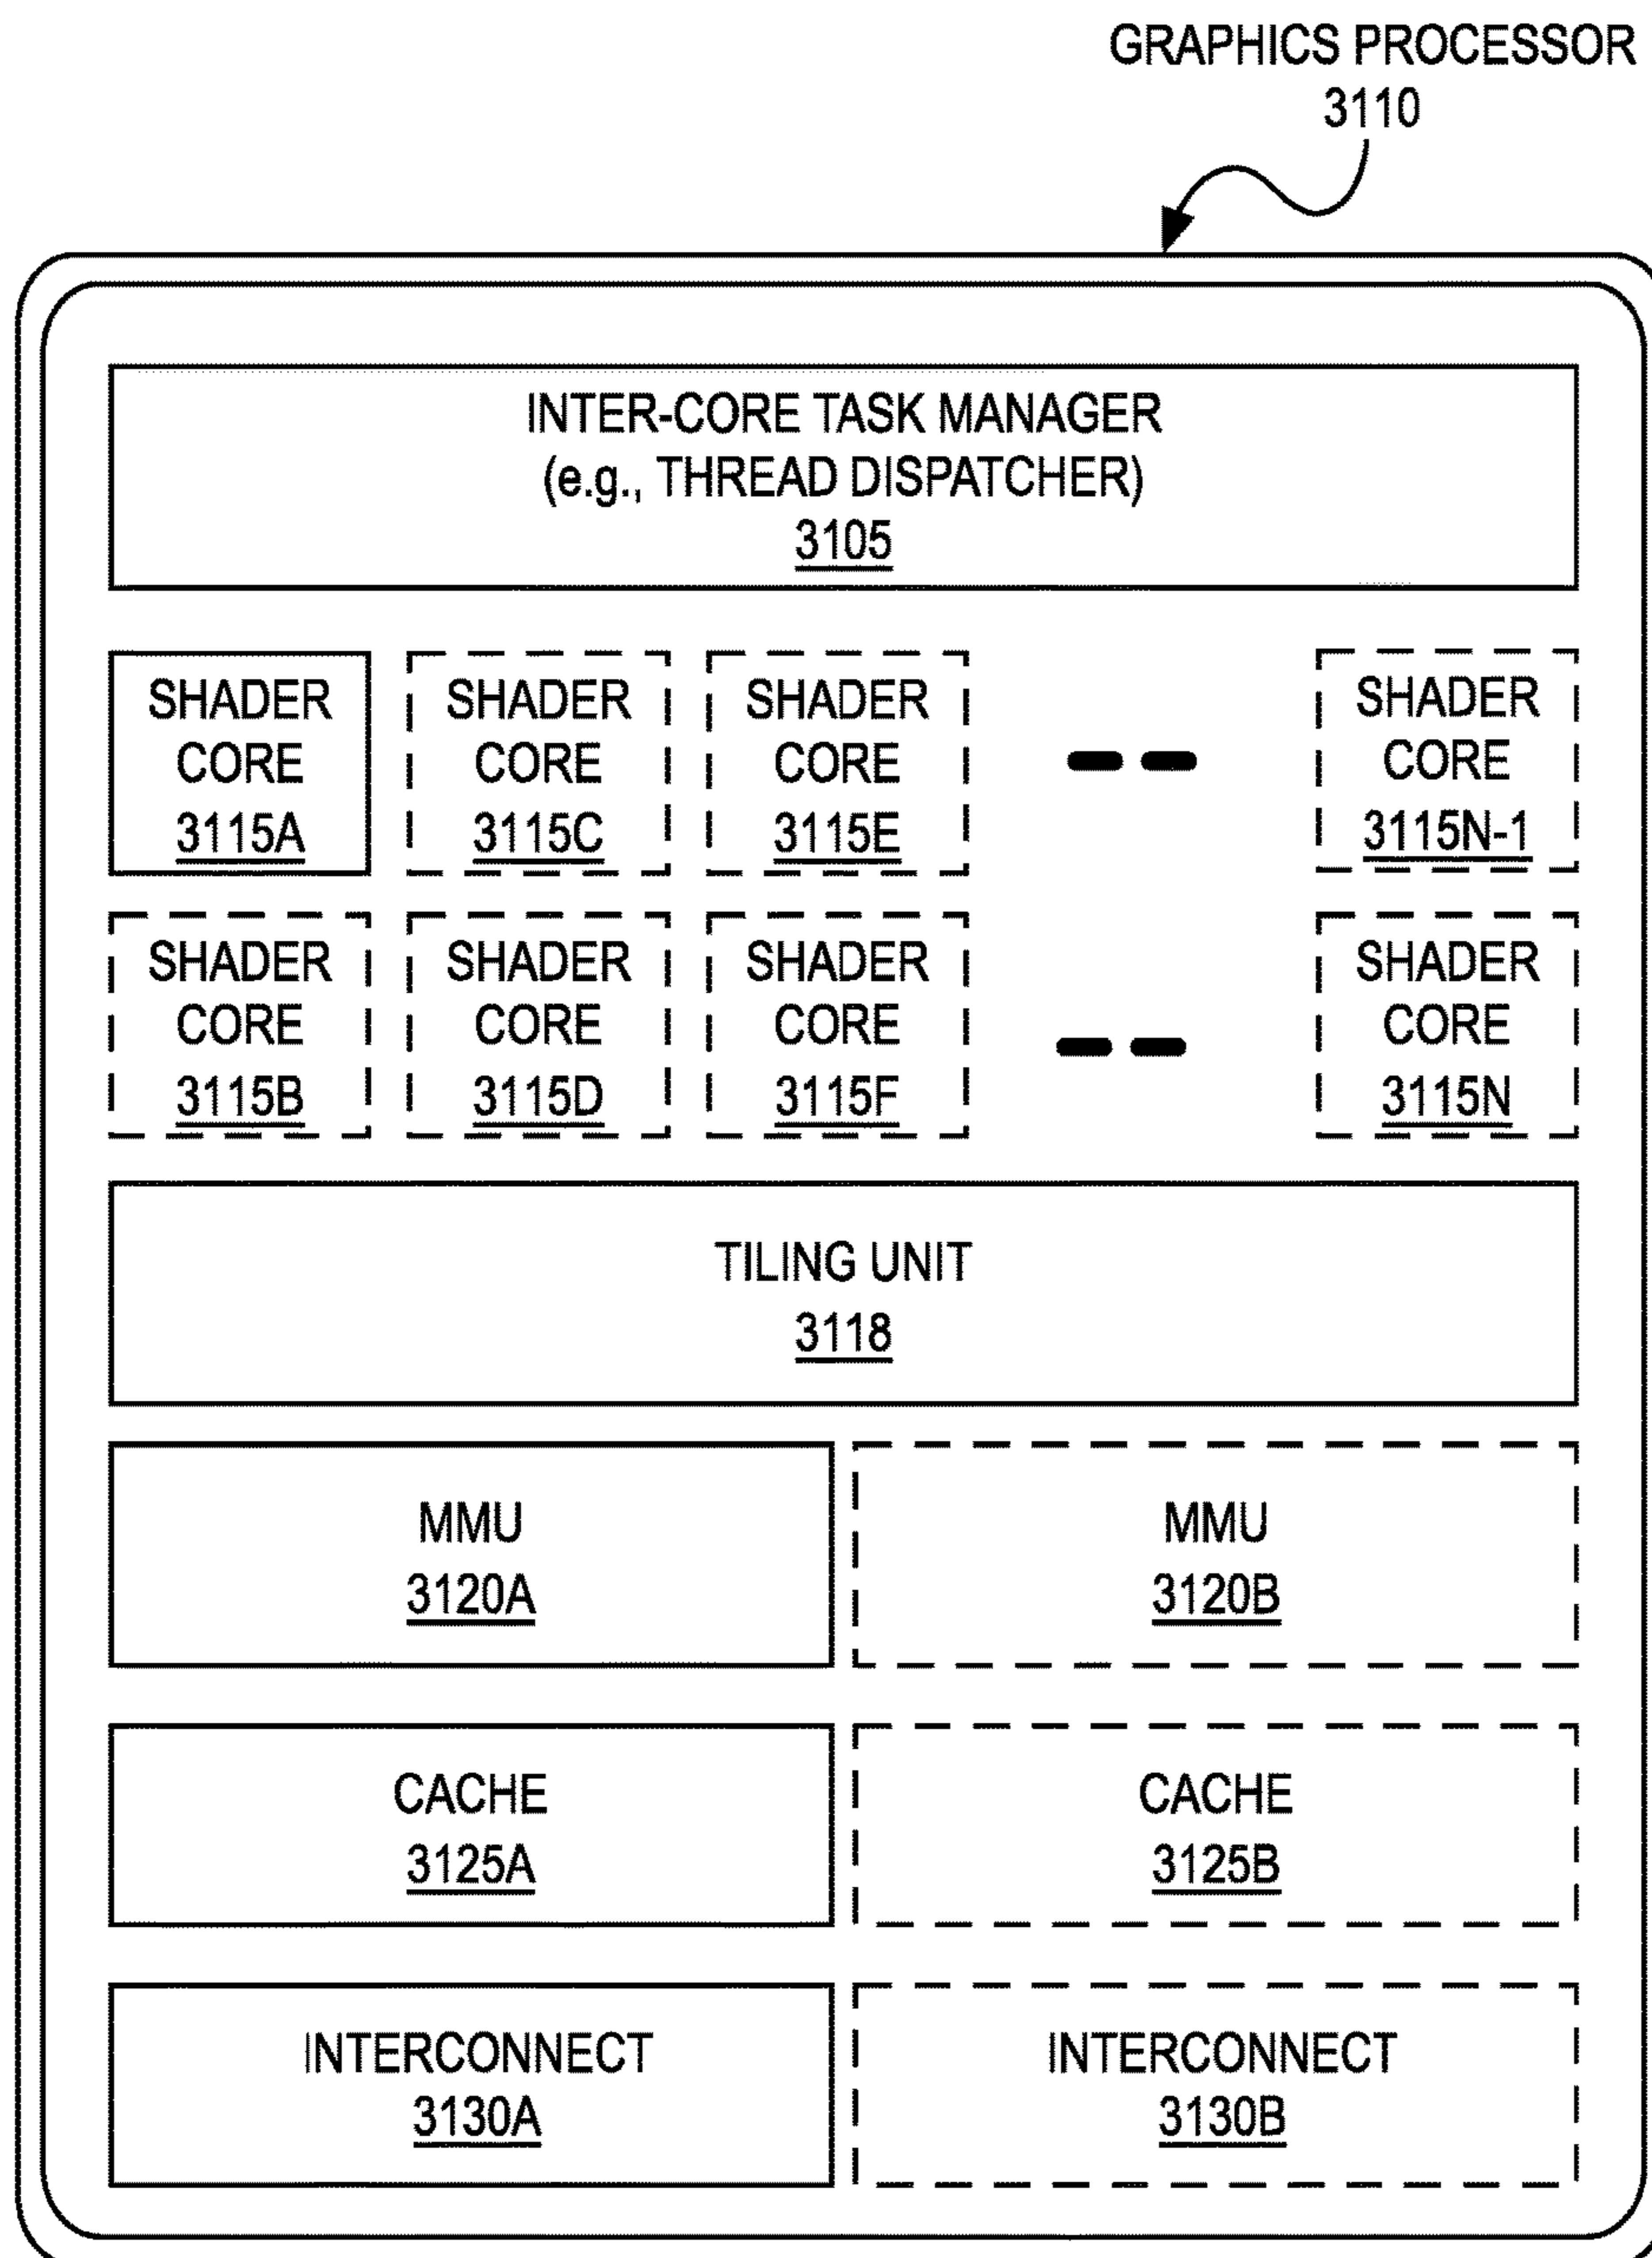 GRAPHICS PROCESSOR
3110
INTER-CORE TASK MANAGER
(e.g., THREAD DISPATCHER)
3105
SHADER
CORE
3115A
SHADER
CORE
3115C
SHADER
CORE
3115E
SHADER
CORE
3115N-1
SHADER
CORE
3115B
SHADER
CORE
3115D
SHADER
CORE
3115F
SHADER
CORE
3115N
TILING UNIT
3118
MMU
3120A
MMU
3120B
CACHE
3125A
CACHE
3125B
INTERCONNECT
3130A
INTERCONNECT
3130B